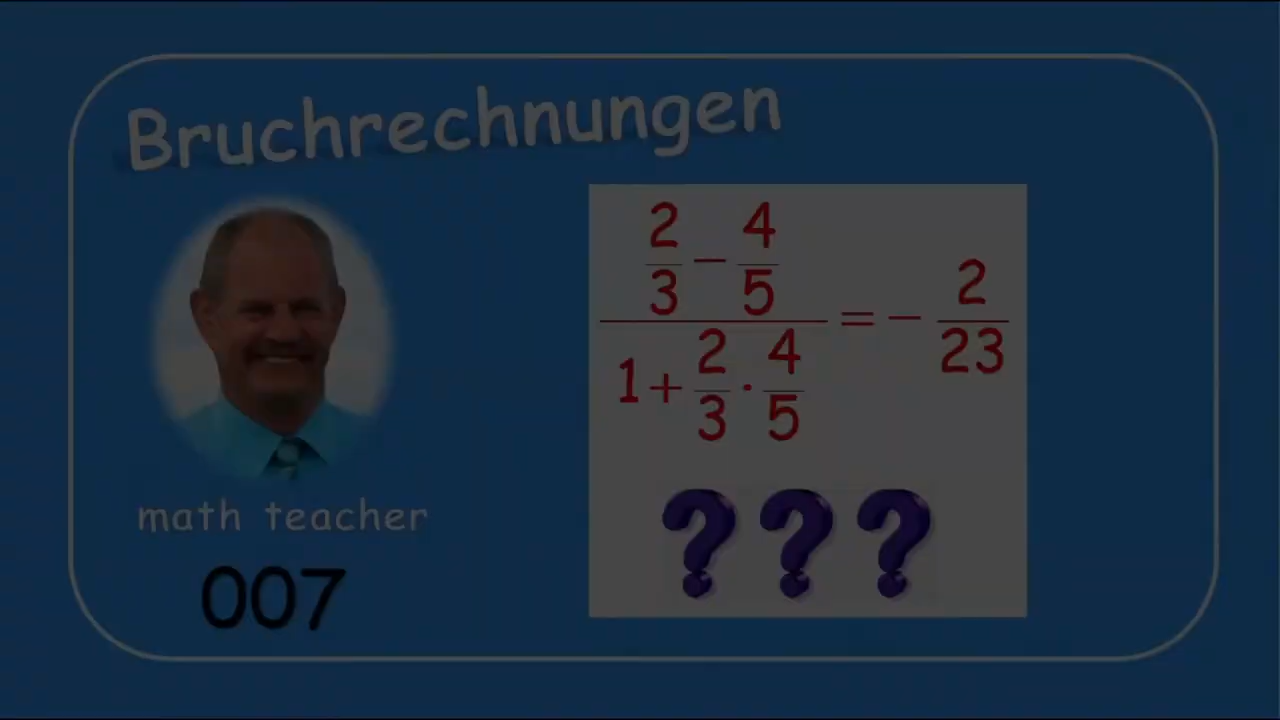 Bruchrechnungen
2/3 − 4/5
1 + 2/3 · 4/5
= − 2/23
? ? ?
math teacher
007